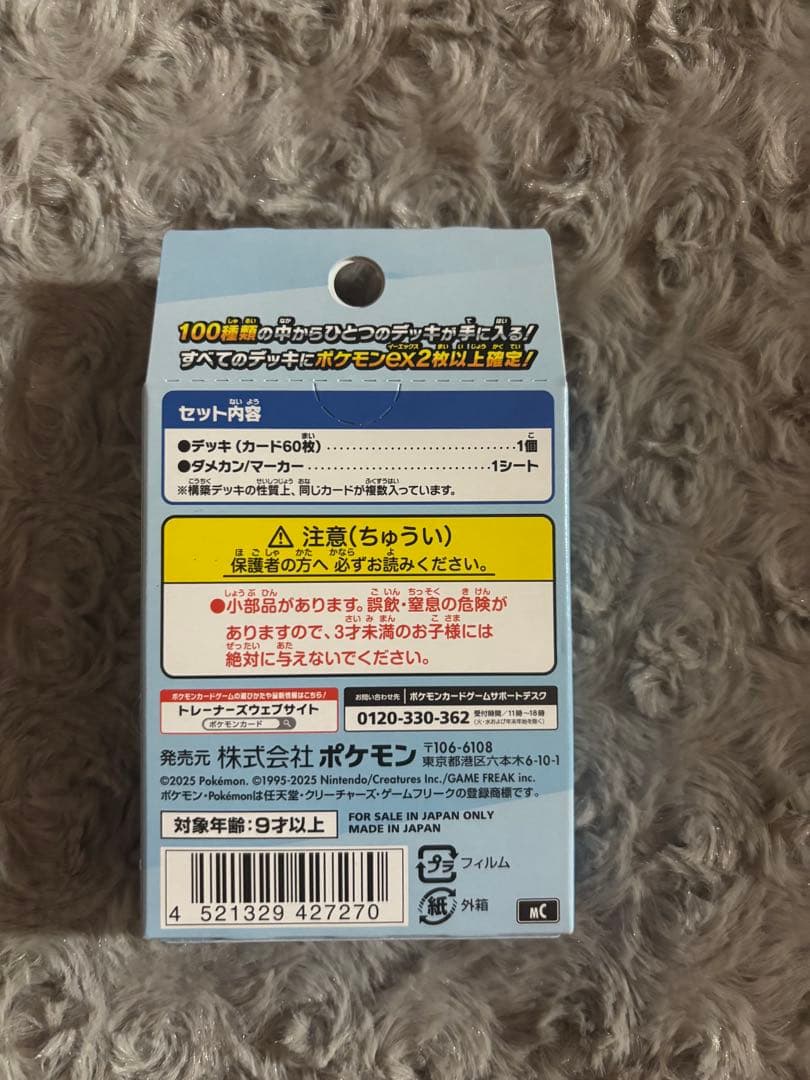 100種類の中からひとつのデッキが手に入る!
すべてのデッキにポケモンex2枚以上確定!
セット内容
●デッキ(カード60枚)............................1個
●ダメカン/マーカー............................1シート
※構築デッキの性質上、同じカードが複数入っています。
⚠ 注意(ちゅうい)
保護者の方へ 必ずお読みください。
●小部品があります。誤飲・窒息の危険が
ありますので、3才未満のお子様には
絶対に与えないでください。
ポケモンカードゲームの遊びかたや最新情報はこちら!
トレーナーズウェブサイト
ポケモンカード
お問い合わせ先 ポケモンカードゲームサポートデスク
0120-330-362 受付時間/11時~18時
(火・水および年末年始を除く)
発売元 株式会社 ポケモン 〒106-6108
東京都港区六本木6-10-1
©2025 Pokémon. ©1995-2025 Nintendo/Creatures Inc./GAME FREAK inc.
ポケモン・Pokémonは任天堂・クリーチャーズ・ゲームフリークの登録商標です。
対象年齢:9才以上
FOR SALE IN JAPAN ONLY
MADE IN JAPAN
4 521329 427270
プラ フィルム
紙 外箱
MC